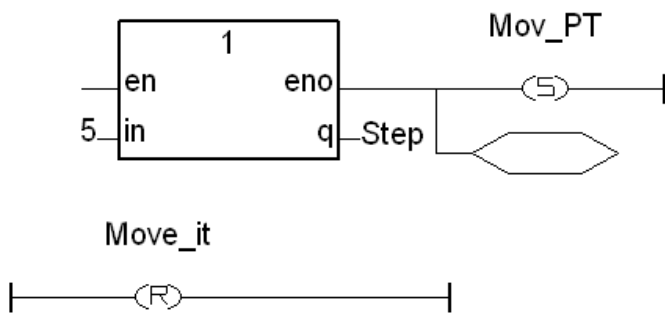 Mov_PT
1
en eno
(S)
5 in q Step
Move_it
(R)